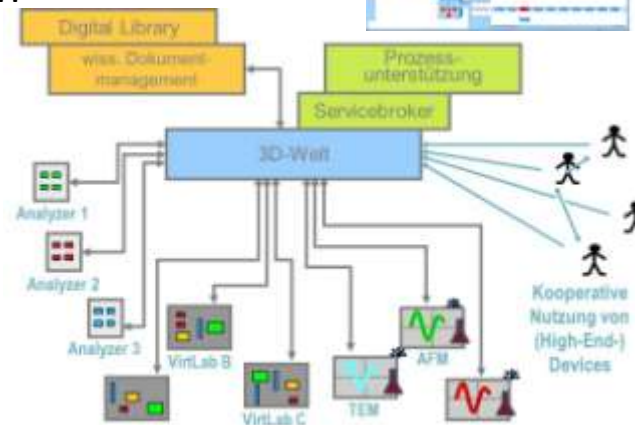 Digital Library
wiss. Dokument-
management
Prozess-
unterstützung
Servicebroker
3D-Welt
Analyzer 1
Analyzer 2
Analyzer 3
VirtLab B
VirtLab C
TEM
AFM
Kooperative
Nutzung von
(High-End-)
Devices